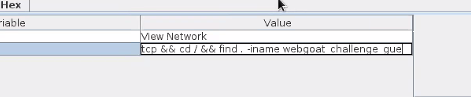 Hex
riable Value
View Network
tcp && cd / && find . -iname webgoat_challenge_gue